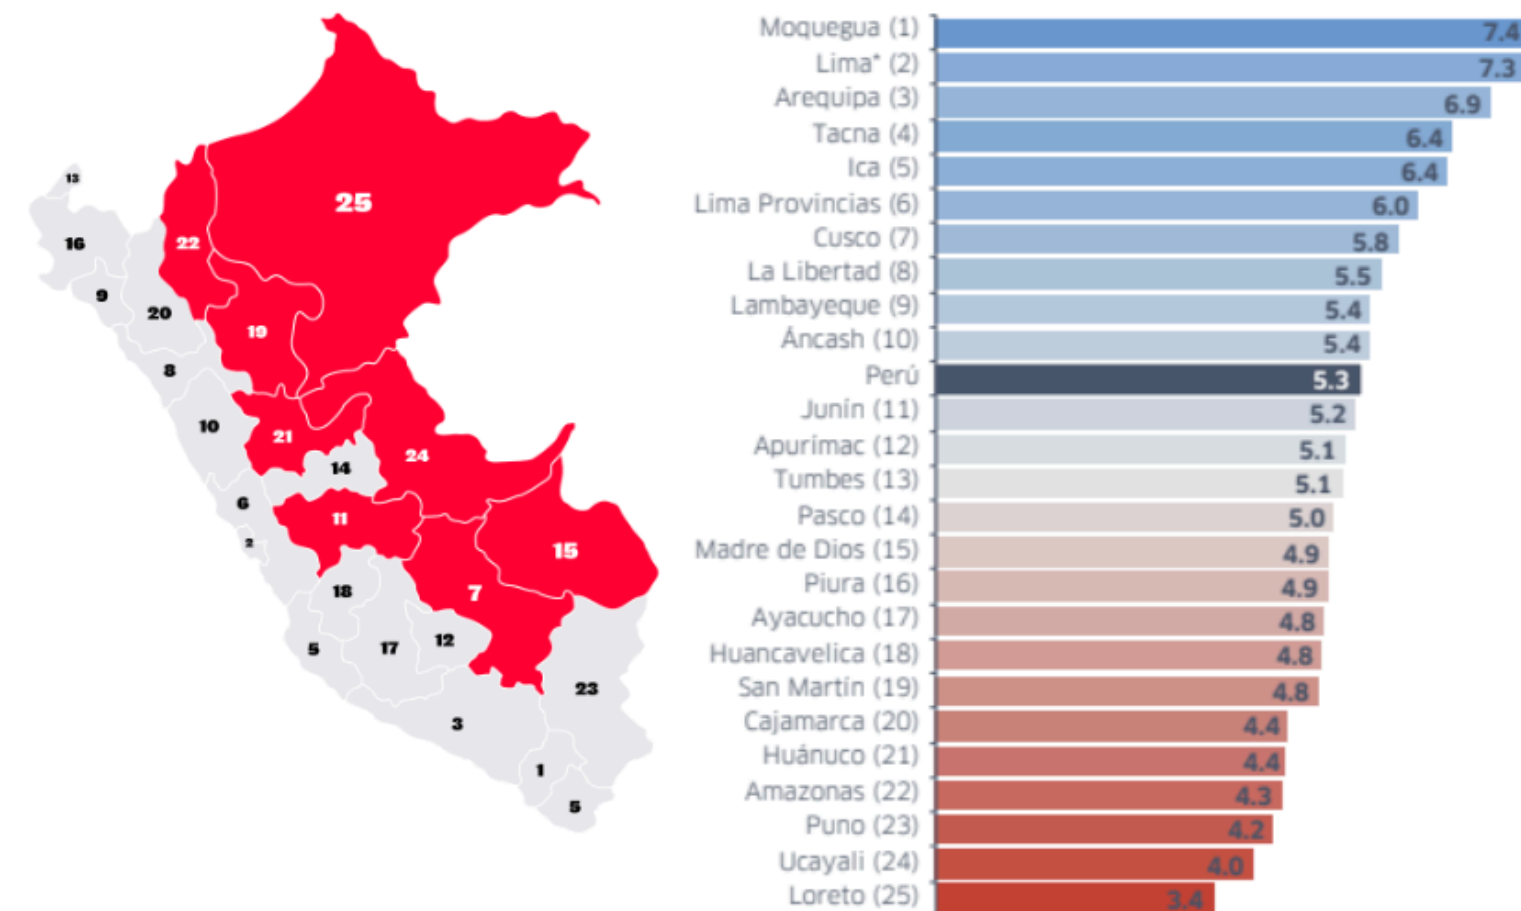 13
16
22
25
9
20
19
8
10
21
14
24
6
11
2
15
18
7
5
17
12
23
3
1
5
Moquegua (1) 7.4
Lima* (2) 7.3
Arequipa (3) 6.9
Tacna (4) 6.4
Ica (5) 6.4
Lima Provincias (6) 6.0
Cusco (7) 5.8
La Libertad (8) 5.5
Lambayeque (9) 5.4
Áncash (10) 5.4
Perú 5.3
Junín (11) 5.2
Apurimac (12) 5.1
Tumbes (13) 5.1
Pasco (14) 5.0
Madre de Dios (15) 4.9
Piura (16) 4.9
Ayacucho (17) 4.8
Huancavelica (18) 4.8
San Martín (19) 4.8
Cajamarca (20) 4.4
Huánuco (21) 4.4
Amazonas (22) 4.3
Puno (23) 4.2
Ucayali (24) 4.0
Loreto (25) 3.4